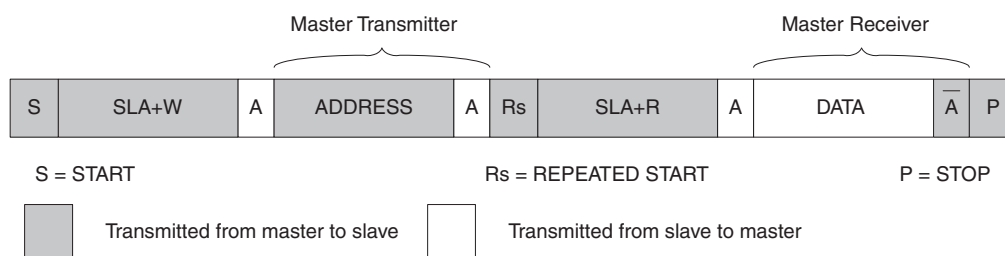 Master Transmitter Master Receiver
S SLA+W A ADDRESS A Rs SLA+R A DATA A̅ P
S = START Rs = REPEATED START P = STOP
Transmitted from master to slave Transmitted from slave to master